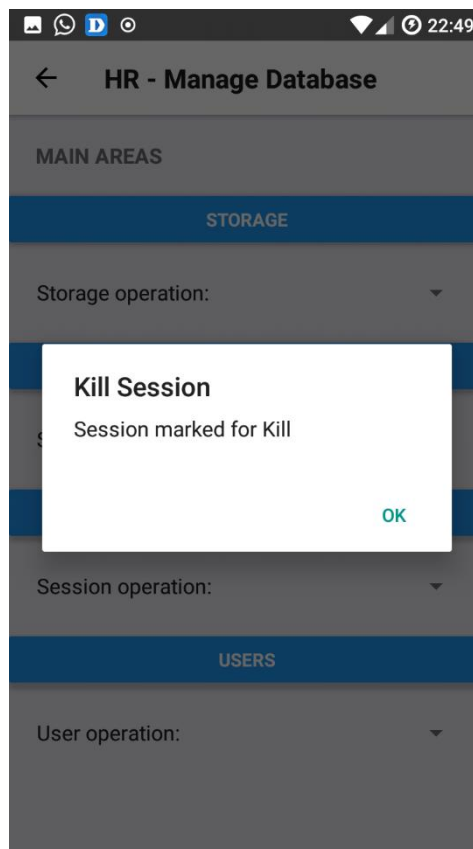 D
22:49
HR - Manage Database
MAIN AREAS
STORAGE
Storage operation:
Kill Session
Session marked for Kill
OK
Session operation:
USERS
User operation: